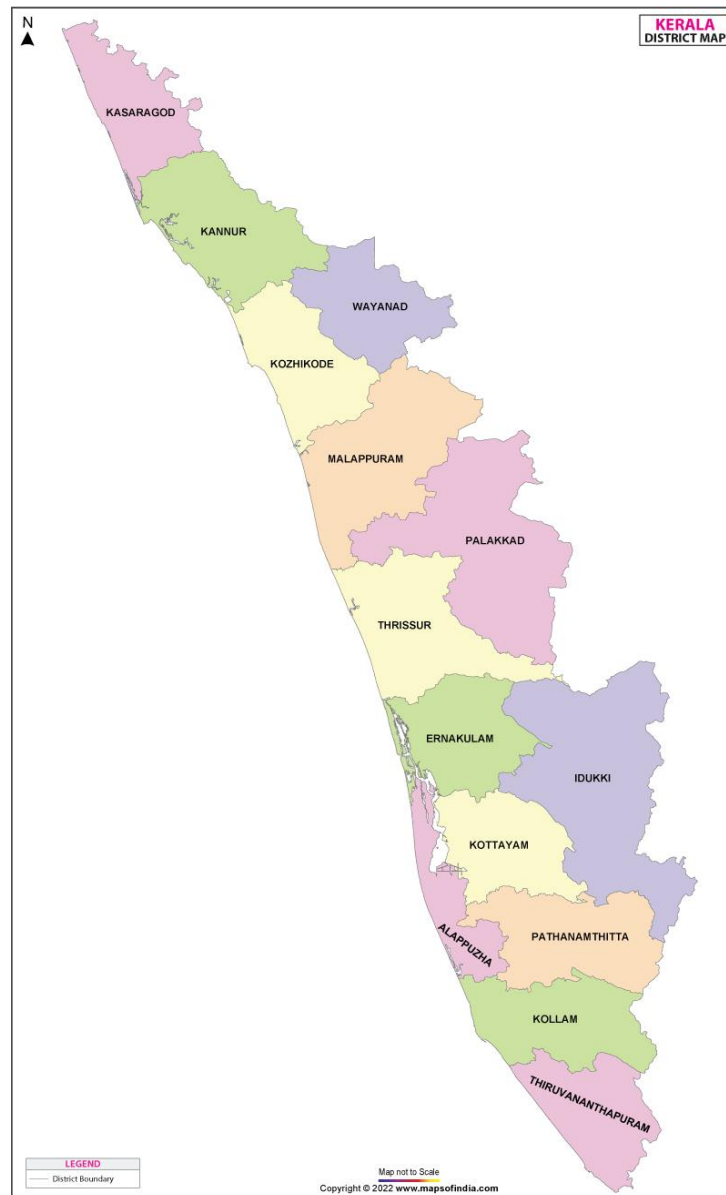 N
KERALA
DISTRICT MAP
KASARAGOD
KANNUR
WAYANAD
KOZHIKODE
MALAPPURAM
PALAKKAD
THRISSUR
ERNAKULAM
IDUKKI
KOTTAYAM
ALAPPUZHA
PATHANAMTHITTA
KOLLAM
THIRUVANANTHAPURAM
LEGEND
District Boundary
Map not to Scale
Copyright © 2022 www.mapsofindia.com